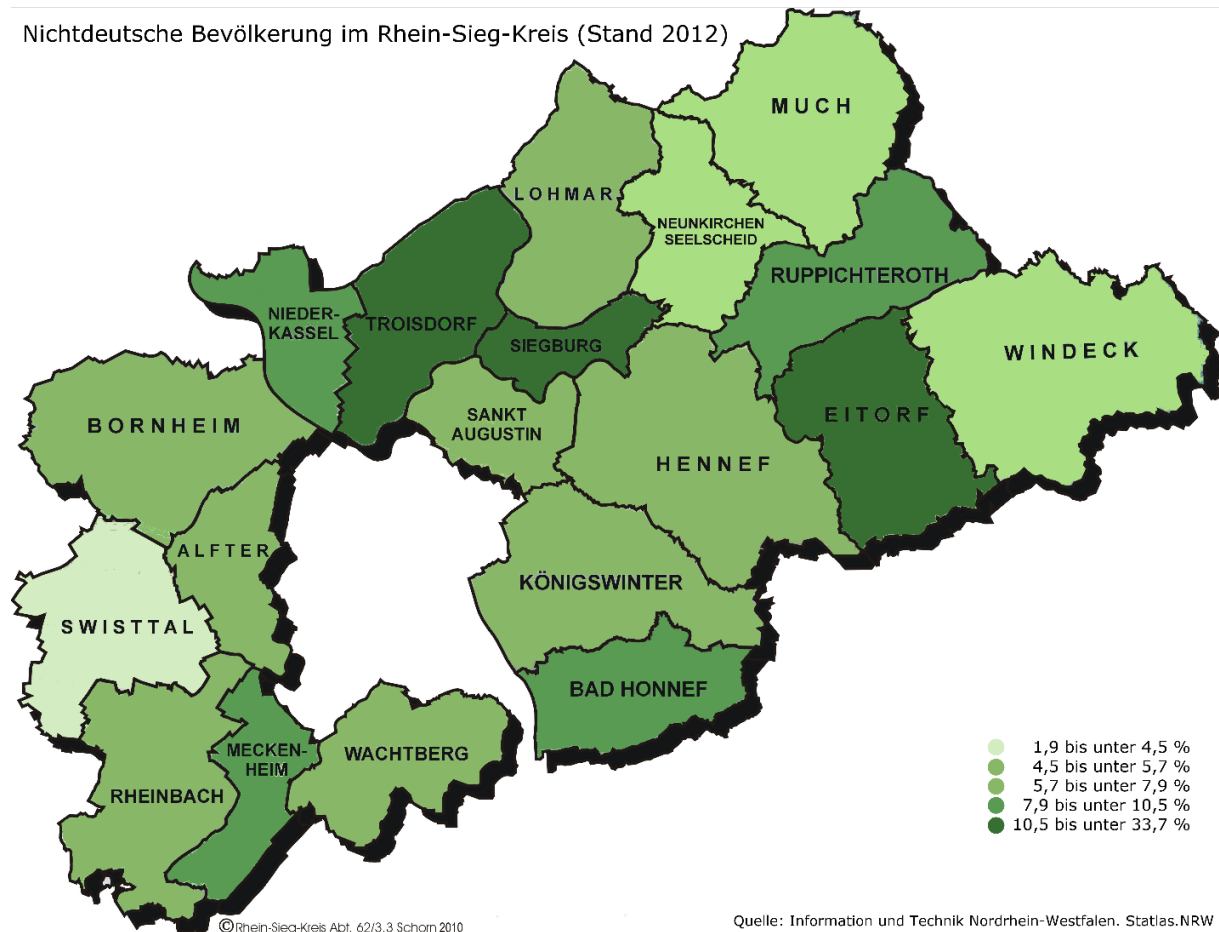 Nichtdeutsche Bevölkerung im Rhein-Sieg-Kreis (Stand 2012)
MUCH
LOHMAR
NEUNKIRCHEN
SEELSCHEID
RUPPICHTEROTH
NIEDER-
KASSEL
TROISDORF
SIEGBURG
WINDECK
BORNHEIM
SANKT
AUGUSTIN
EITORF
HENNEF
ALFTER
KÖNIGSWINTER
SWISTTAL
BAD HONNEF
MECKEN-
HEIM
WACHTBERG
RHEINBACH
1,9 bis unter 4,5 %
4,5 bis unter 5,7 %
5,7 bis unter 7,9 %
7,9 bis unter 10,5 %
10,5 bis unter 33,7 %
©Rhein-Sieg-Kreis Abt. 62/3.3 Schorn 2010
Quelle: Information und Technik Nordrhein-Westfalen. Statlas.NRW